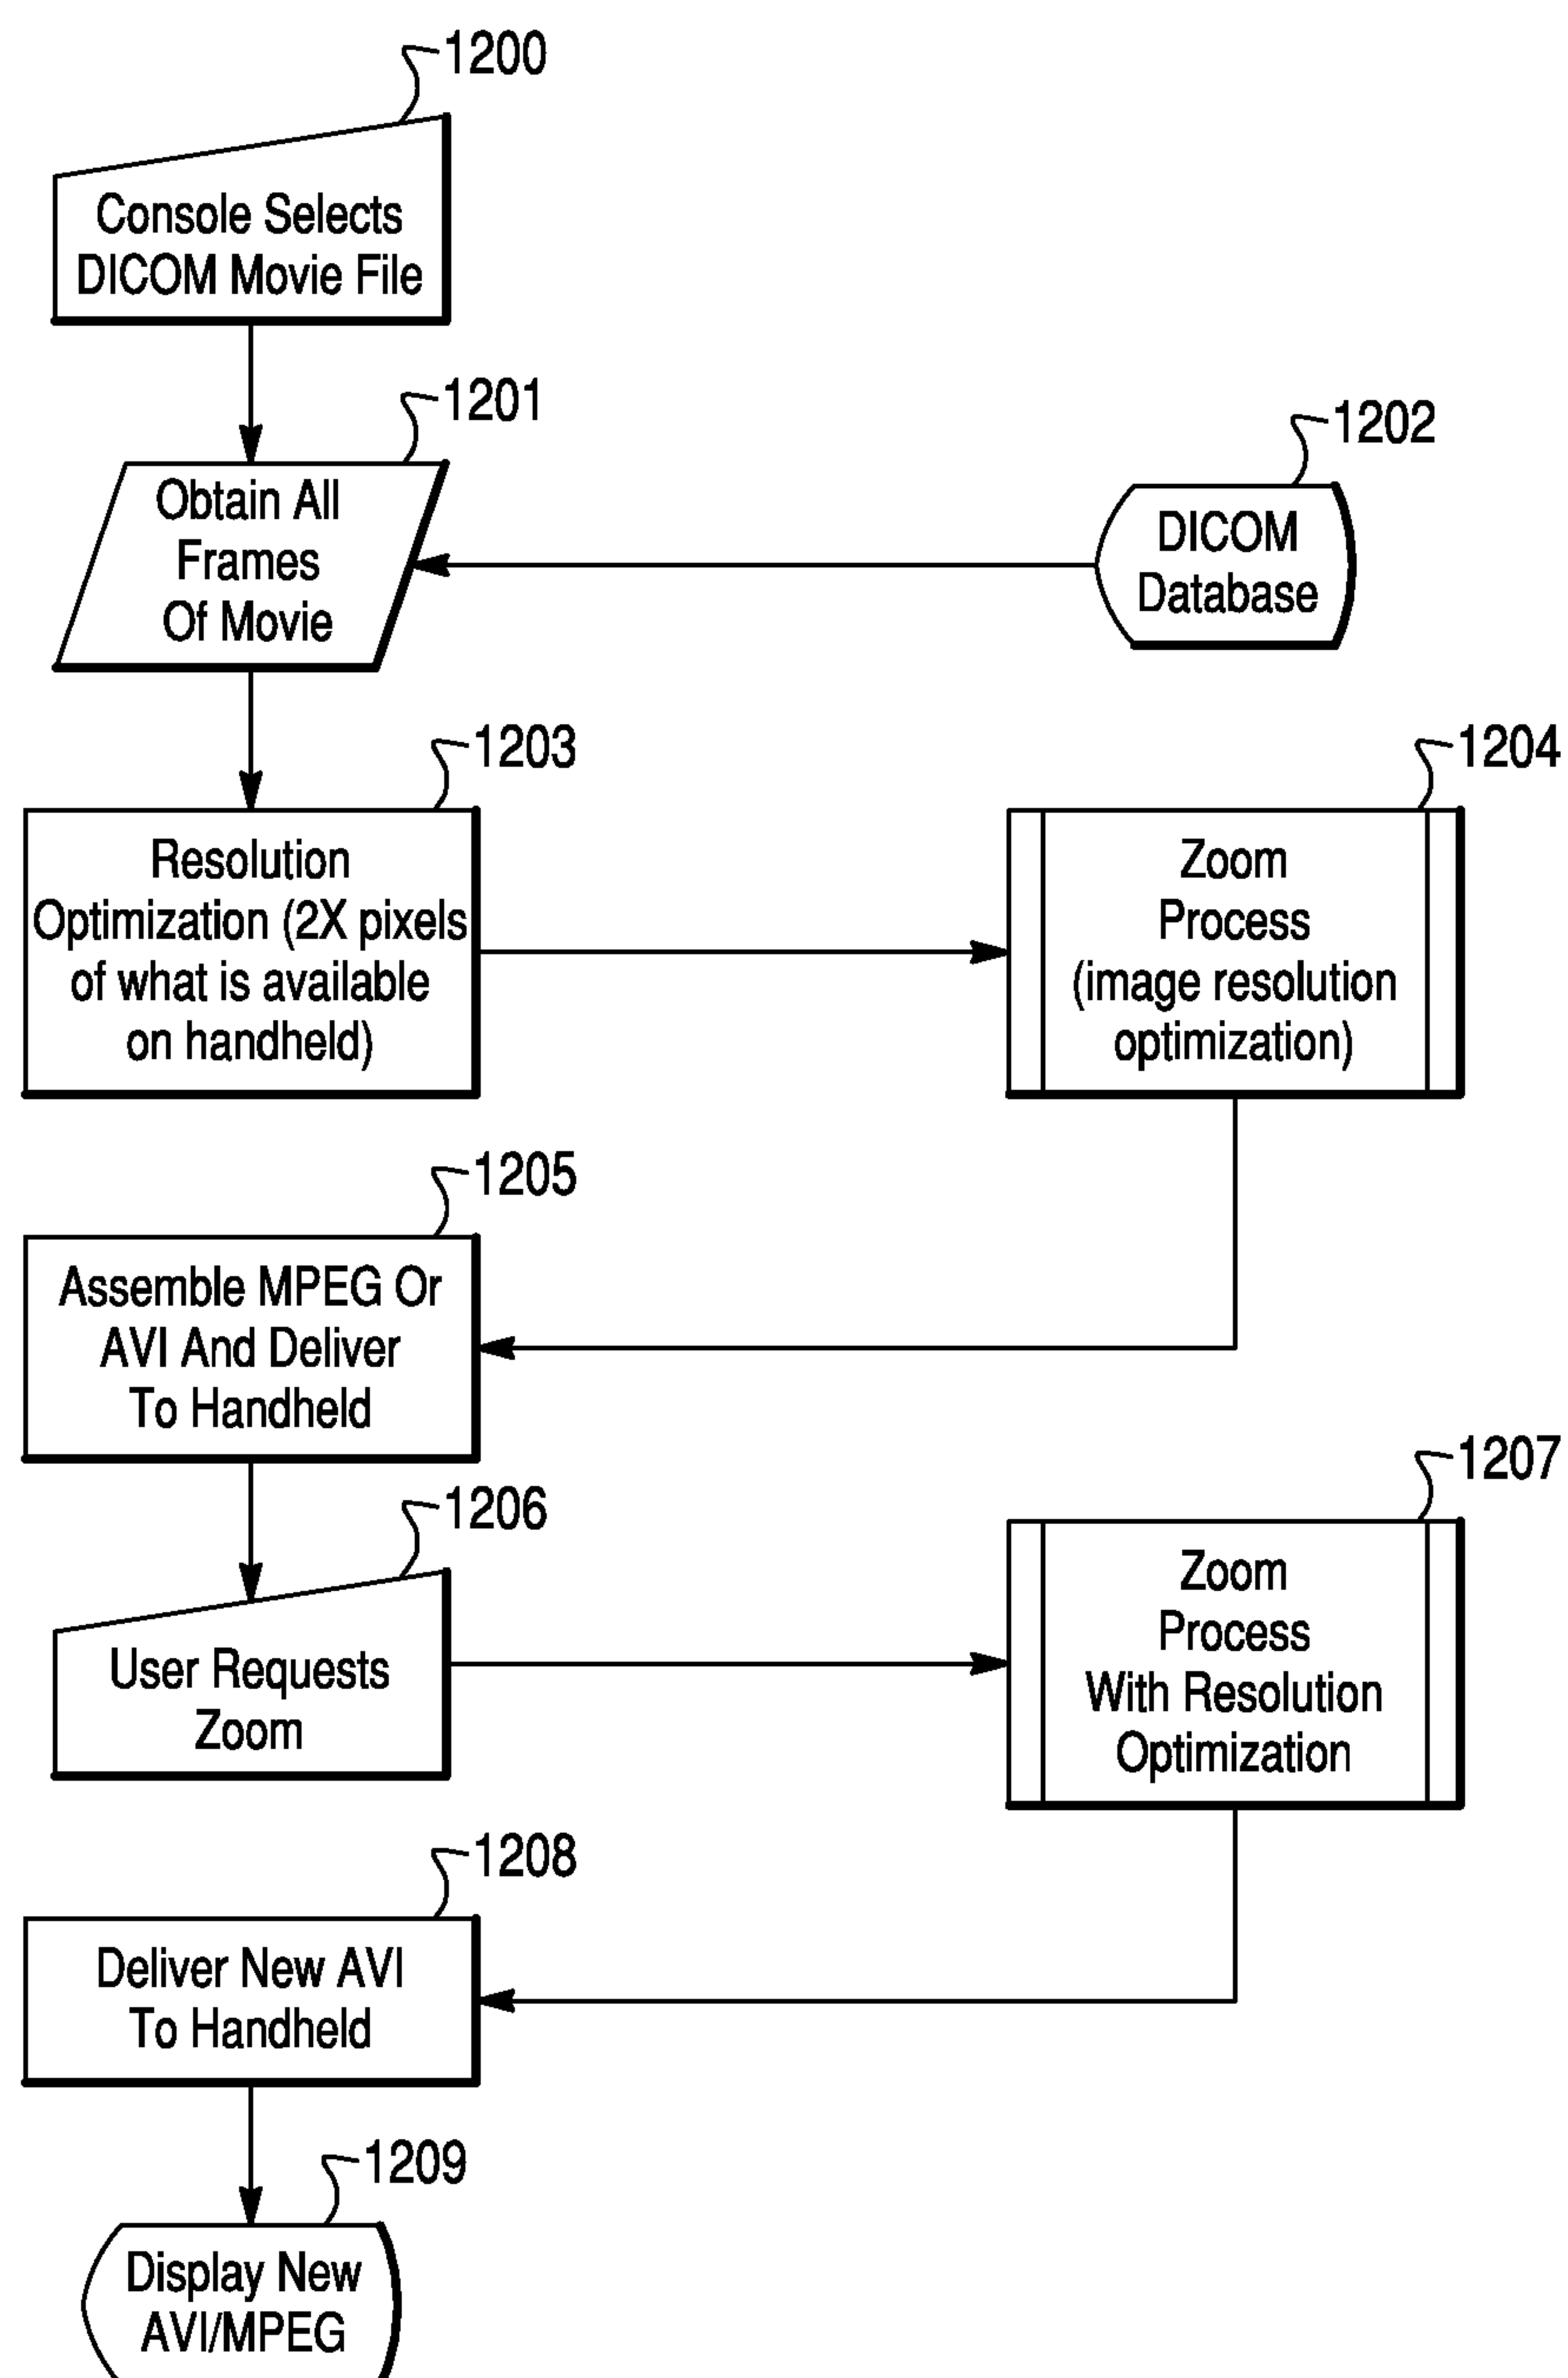 1200
Console Selects
DICOM Movie File
1201
Obtain All
Frames
Of Movie
1202
DICOM
Database
1203
Resolution
Optimization (2X pixels
of what is available
on handheld)
1204
Zoom
Process
(image resolution
optimization)
1205
Assemble MPEG Or
AVI And Deliver
To Handheld
1206
User Requests
Zoom
1207
Zoom
Process
With Resolution
Optimization
1208
Deliver New AVI
To Handheld
1209
Display New
AVI/MPEG